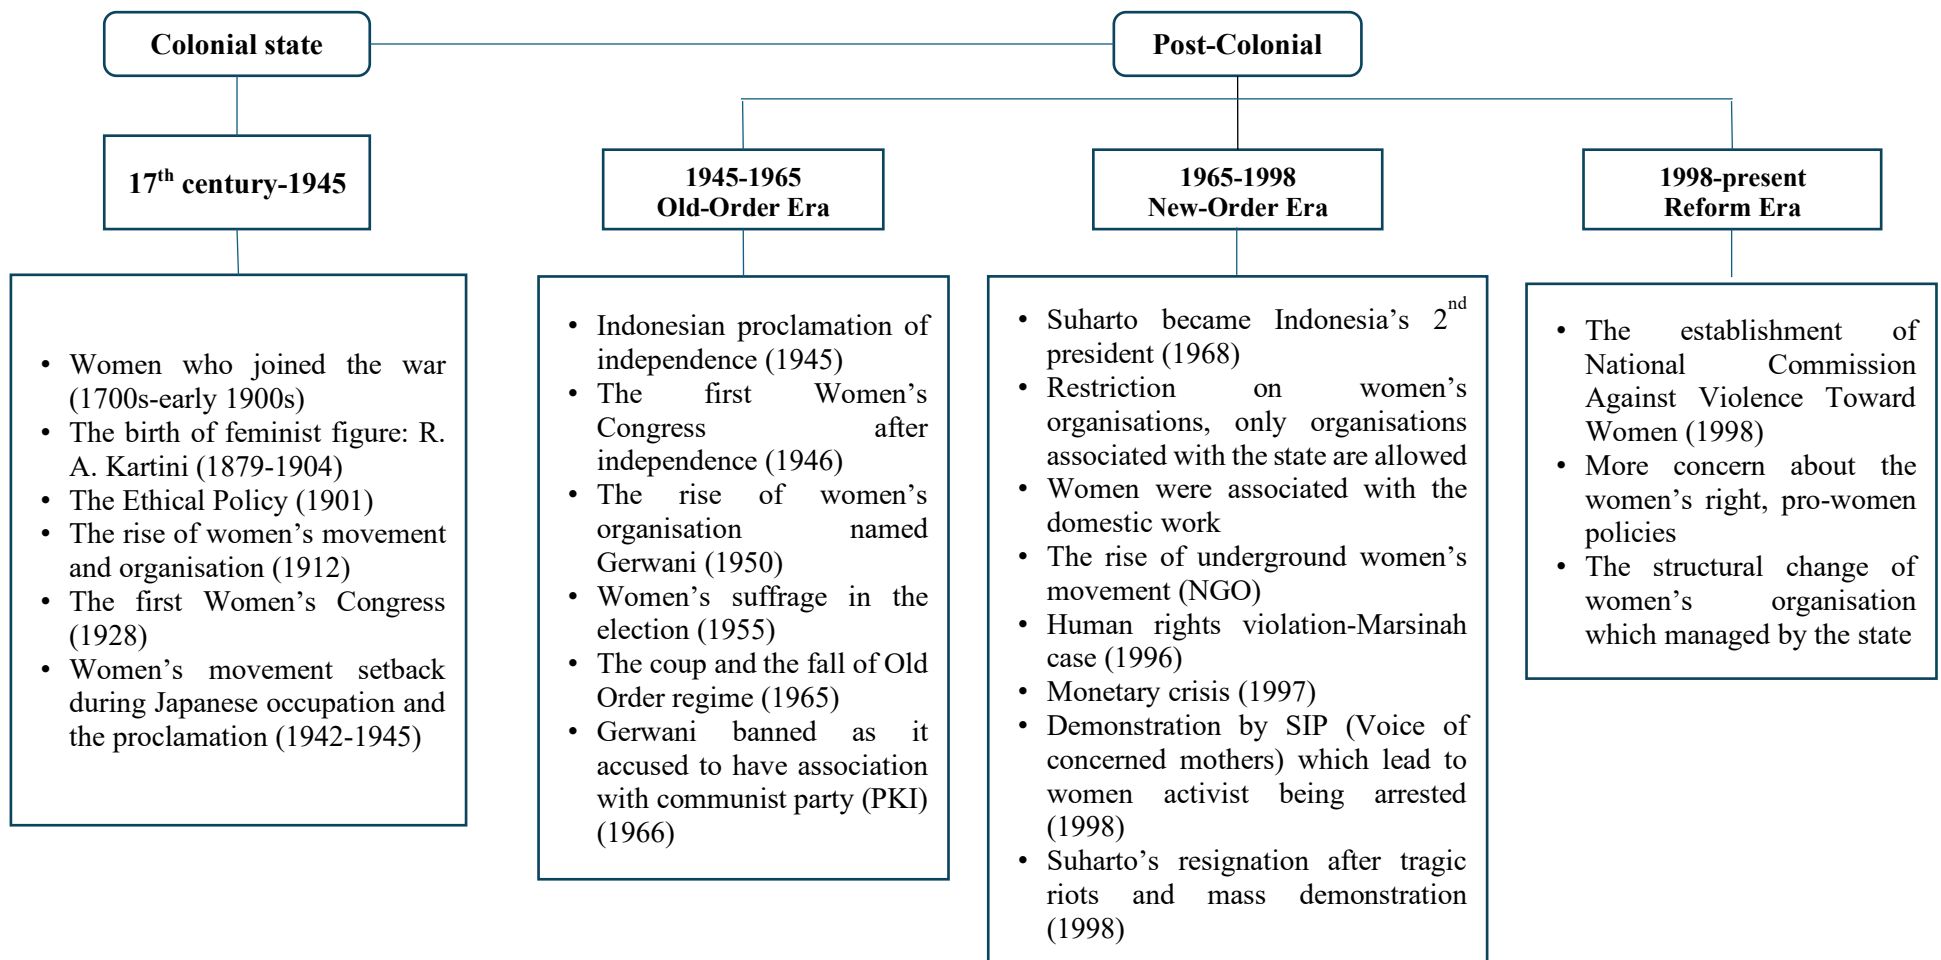 Colonial state
Post-Colonial
17th century-1945
1945-1965
Old-Order Era
1965-1998
New-Order Era
1998-present
Reform Era
• Women who joined the war
(1700s-early 1900s)
• The birth of feminist figure: R.
A. Kartini (1879-1904)
• The Ethical Policy (1901)
• The rise of women’s movement
and organisation (1912)
• The first Women’s Congress
(1928)
• Women’s movement setback
during Japanese occupation and
the proclamation (1942-1945)
• Indonesian proclamation of
independence (1945)
• The first Women’s
Congress after
independence (1946)
• The rise of women’s
organisation named
Gerwani (1950)
• Women’s suffrage in the
election (1955)
• The coup and the fall of Old
Order regime (1965)
• Gerwani banned as it
accused to have association
with communist party (PKI)
(1966)
• Suharto became Indonesia’s 2nd
president (1968)
• Restriction on women’s
organisations, only organisations
associated with the state are allowed
• Women were associated with the
domestic work
• The rise of underground women’s
movement (NGO)
• Human rights violation-Marsinah
case (1996)
• Monetary crisis (1997)
• Demonstration by SIP (Voice of
concerned mothers) which lead to
women activist being arrested
(1998)
• Suharto’s resignation after tragic
riots and mass demonstration
(1998)
• The establishment of
National Commission
Against Violence Toward
Women (1998)
• More concern about the
women’s right, pro-women
policies
• The structural change of
women’s organisation
which managed by the state